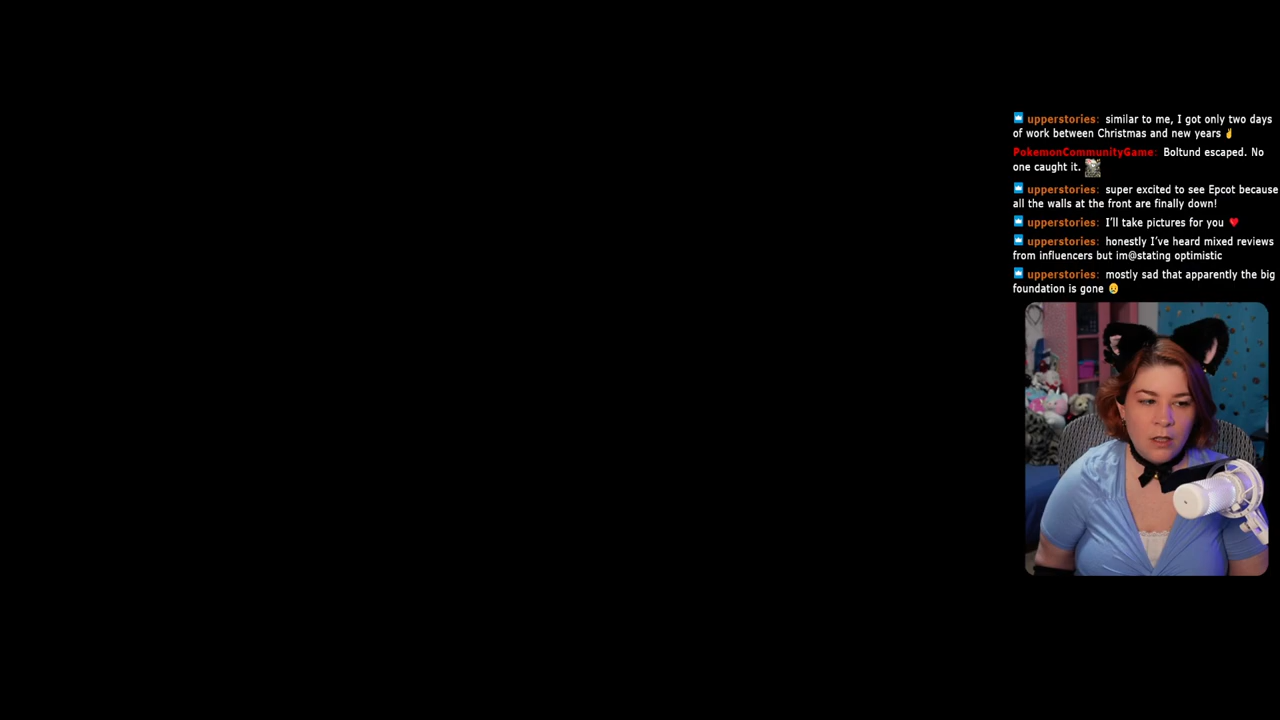 upperstories: similar to me, I got only two days
of work between Christmas and new years ✌
PokemonCommunityGame: Boltund escaped. No
one caught it.
upperstories: super excited to see Epcot because
all the walls at the front are finally down!
upperstories: I'll take pictures for you ❤
upperstories: honestly I've heard mixed reviews
from influencers but im@stating optimistic
upperstories: mostly sad that apparently the big
foundation is gone 😢